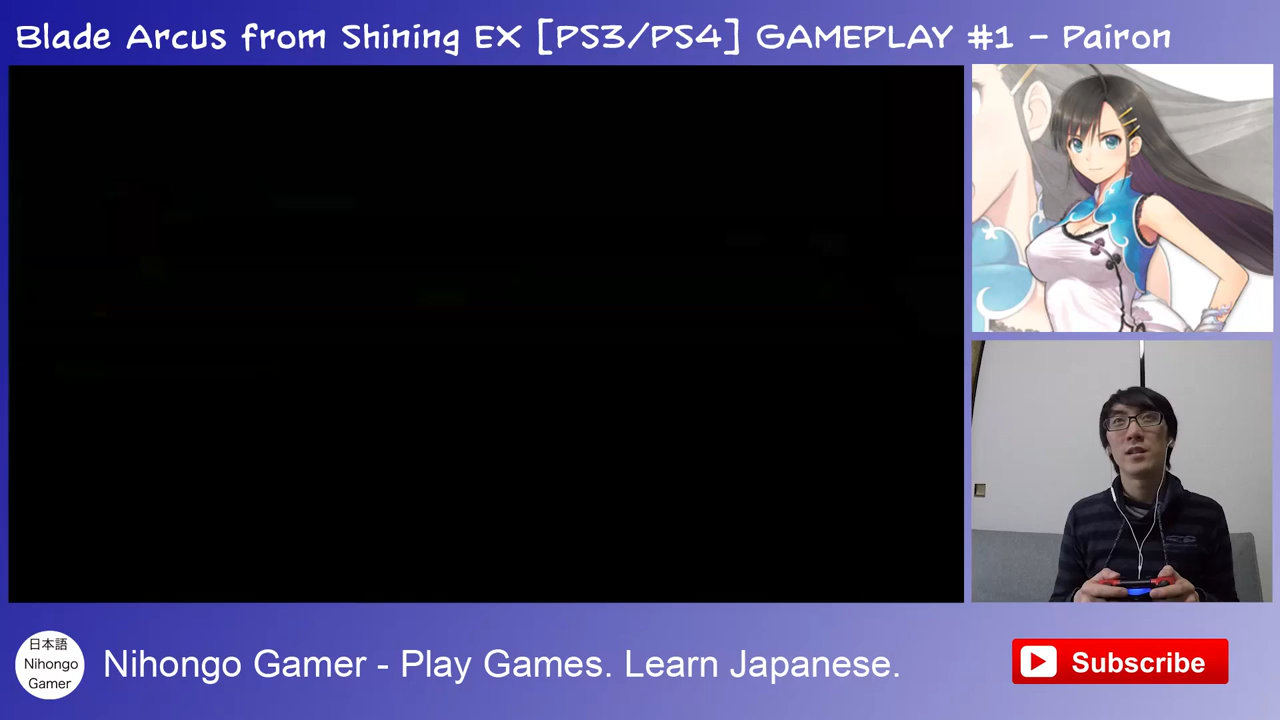 Blade Arcus from Shining EX [PS3/PS4] GAMEPLAY #1 - Pairon
日本語
Nihongo
Gamer
Nihongo Gamer - Play Games. Learn Japanese.
Subscribe